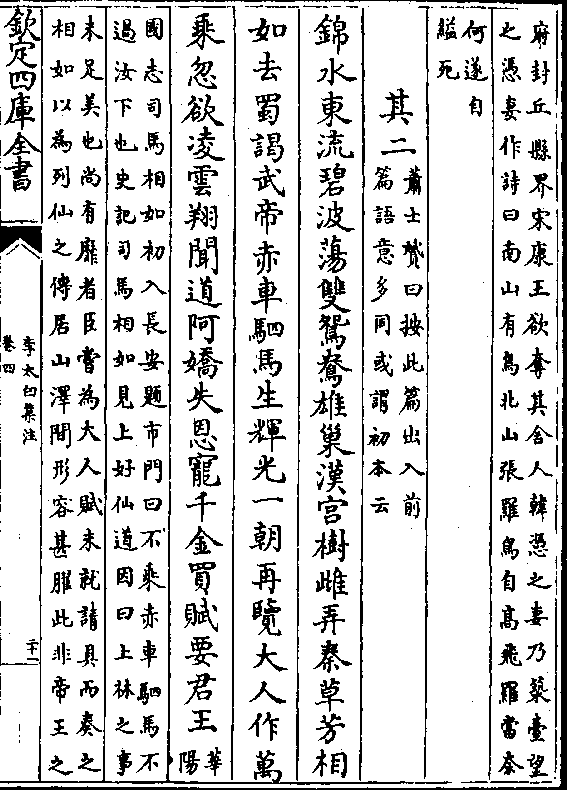 府封丘縣界宋康王欲奪其舍人韓憑之妻乃築臺望
之憑妻作詩曰南山有烏北山張羅烏自髙飛羅當奈
何遂自
縊死
其二
蕭士贇曰按此篇出入前
篇語意多同或謂初本云
錦水東流碧波蕩雙鴛鴦雄巢漢宫樹雌弄秦草芳相
如去蜀謁武帝赤車駟馬生輝光一朝再覽大人作萬
乘忽欲凌雲翔聞道阿嬌失恩寵千金買賦要君王
華
陽
國志司馬相如初入長安題市門曰不乘赤車駟馬不
過汝下也史記司馬相如見上好仙道因曰上林之事
未足美也尚有靡者臣嘗為大人賦未就請具而奏之
相如以為列仙之傳居山澤間形容甚臞此非帝王之
欽定四庫全書
李太白集注
卷四
二十一